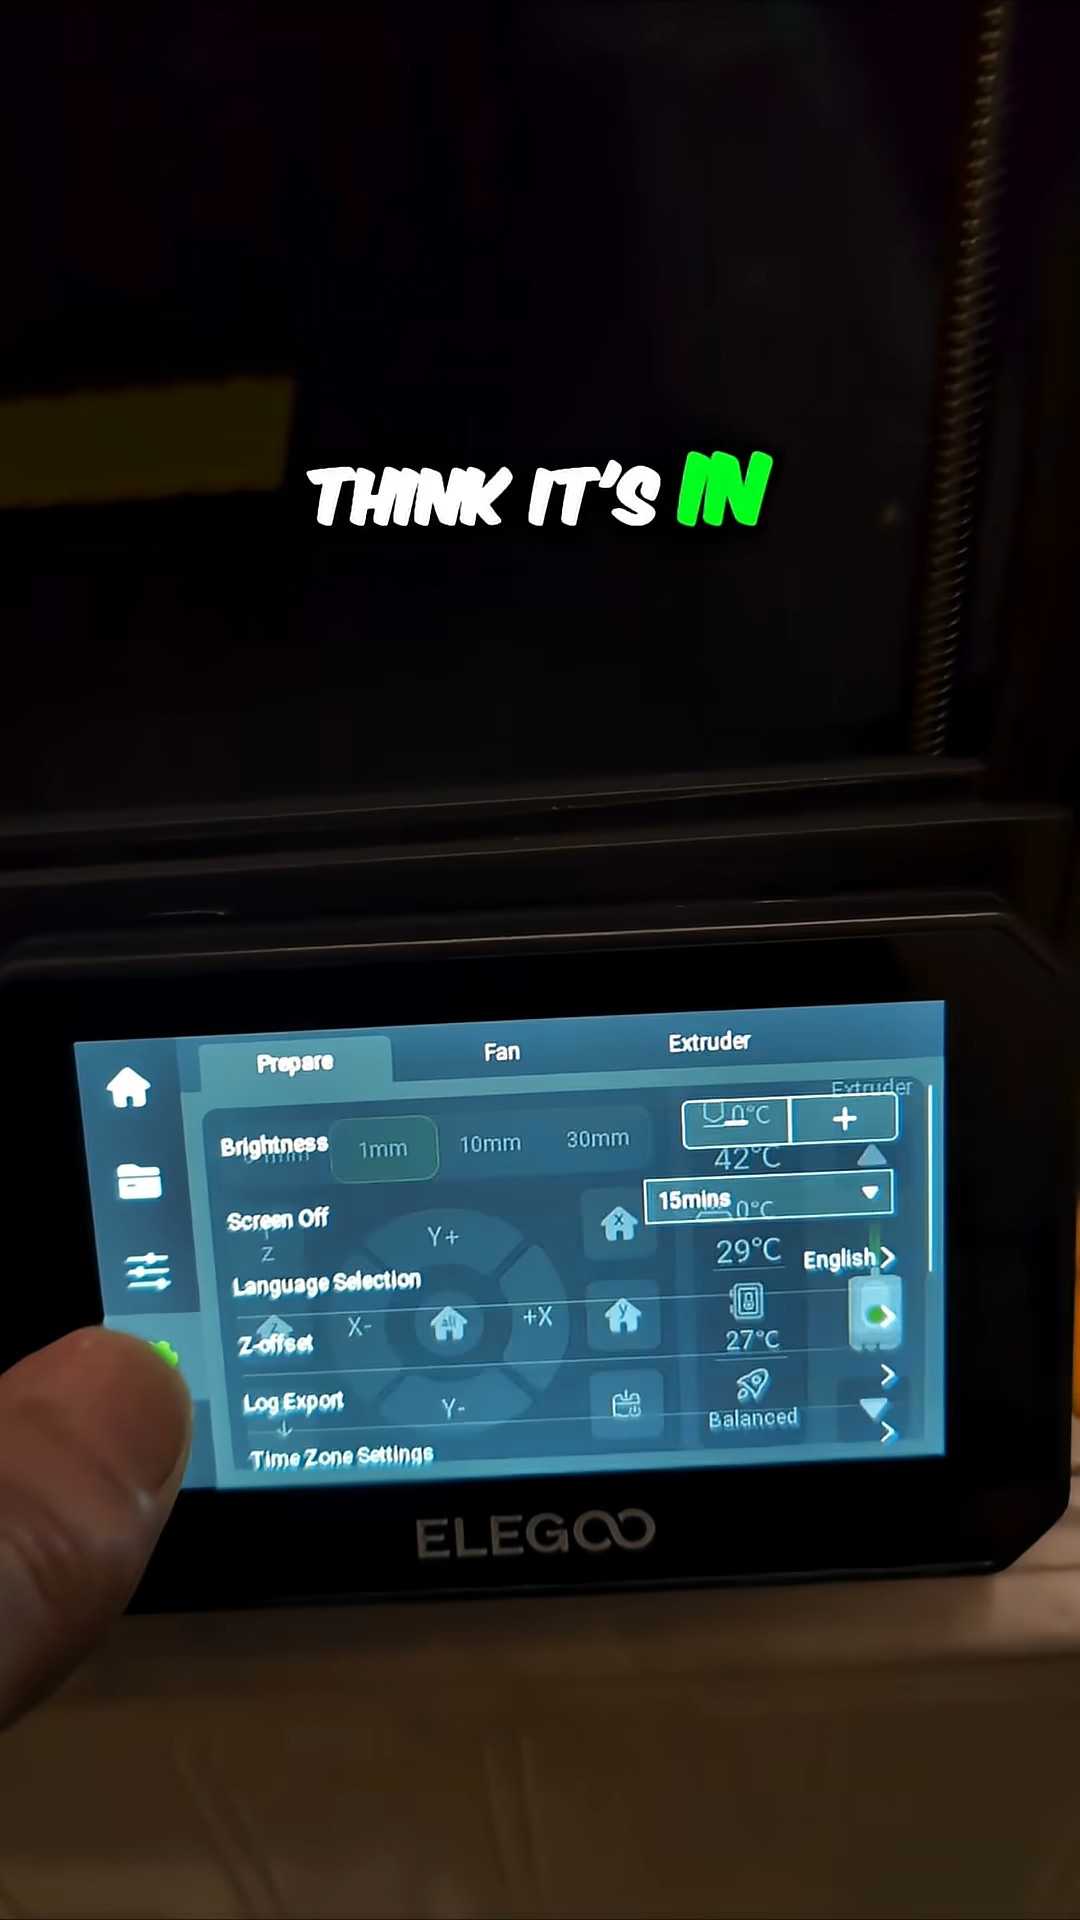 THINK IT'S IN
Prepare Fan Extruder
Extruder
Brightness 1mm 10mm 30mm 0°C +
42°C
Screen Off 15mins 0°C
Y+ X
Z
29°C English
Language Selection
X- All +X Y
Z
Z-offset 27°C
Log Export Y- Balanced
Time Zone Settings
ELEGOO